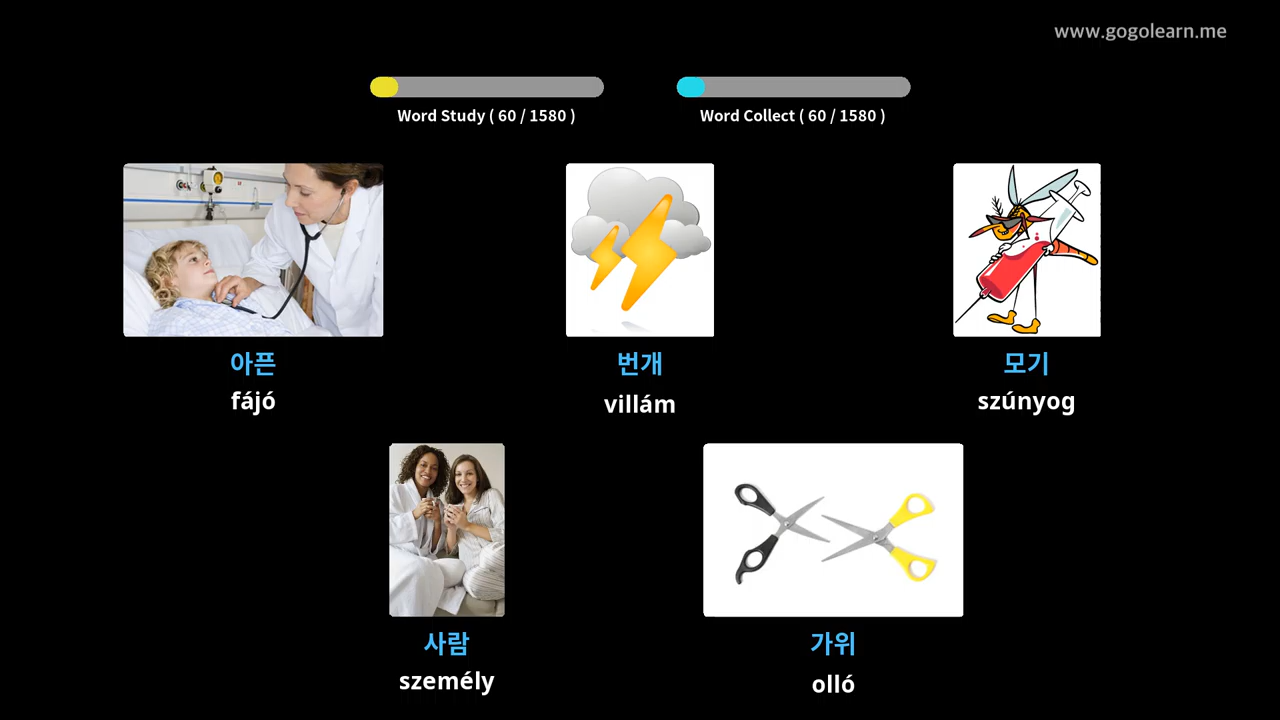 www.gogolearn.me
Word Study ( 60 / 1580 )
Word Collect ( 60 / 1580 )
아픈
fájó
번개
villám
모기
szúnyog
사람
személy
가위
olló